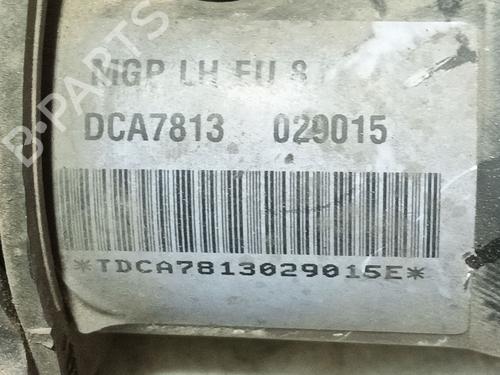 B-PARTS
MGP LH EU 8
DCA7813 029015
*TDCA7813029015E*